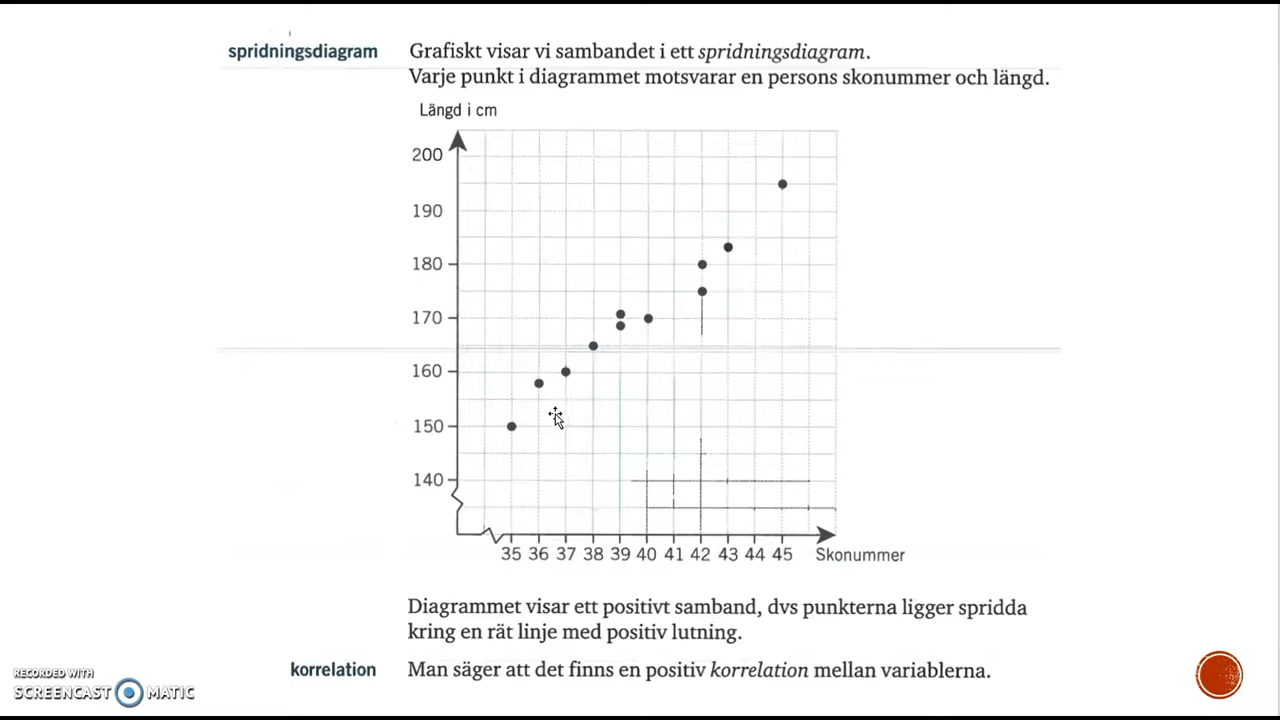 spridningsdiagram
Grafiskt visar vi sambandet i ett spridningsdiagram.
Varje punkt i diagrammet motsvarar en persons skonummer och längd.
Längd i cm
200
190
180
170
160
150
140
35 36 37 38 39 40 41 42 43 44 45 Skonummer
Diagrammet visar ett positivt samband, dvs punkterna ligger spridda
kring en rät linje med positiv lutning.
korrelation
Man säger att det finns en positiv korrelation mellan variablerna.
RECORDED WITH
SCREENCAST MATIC